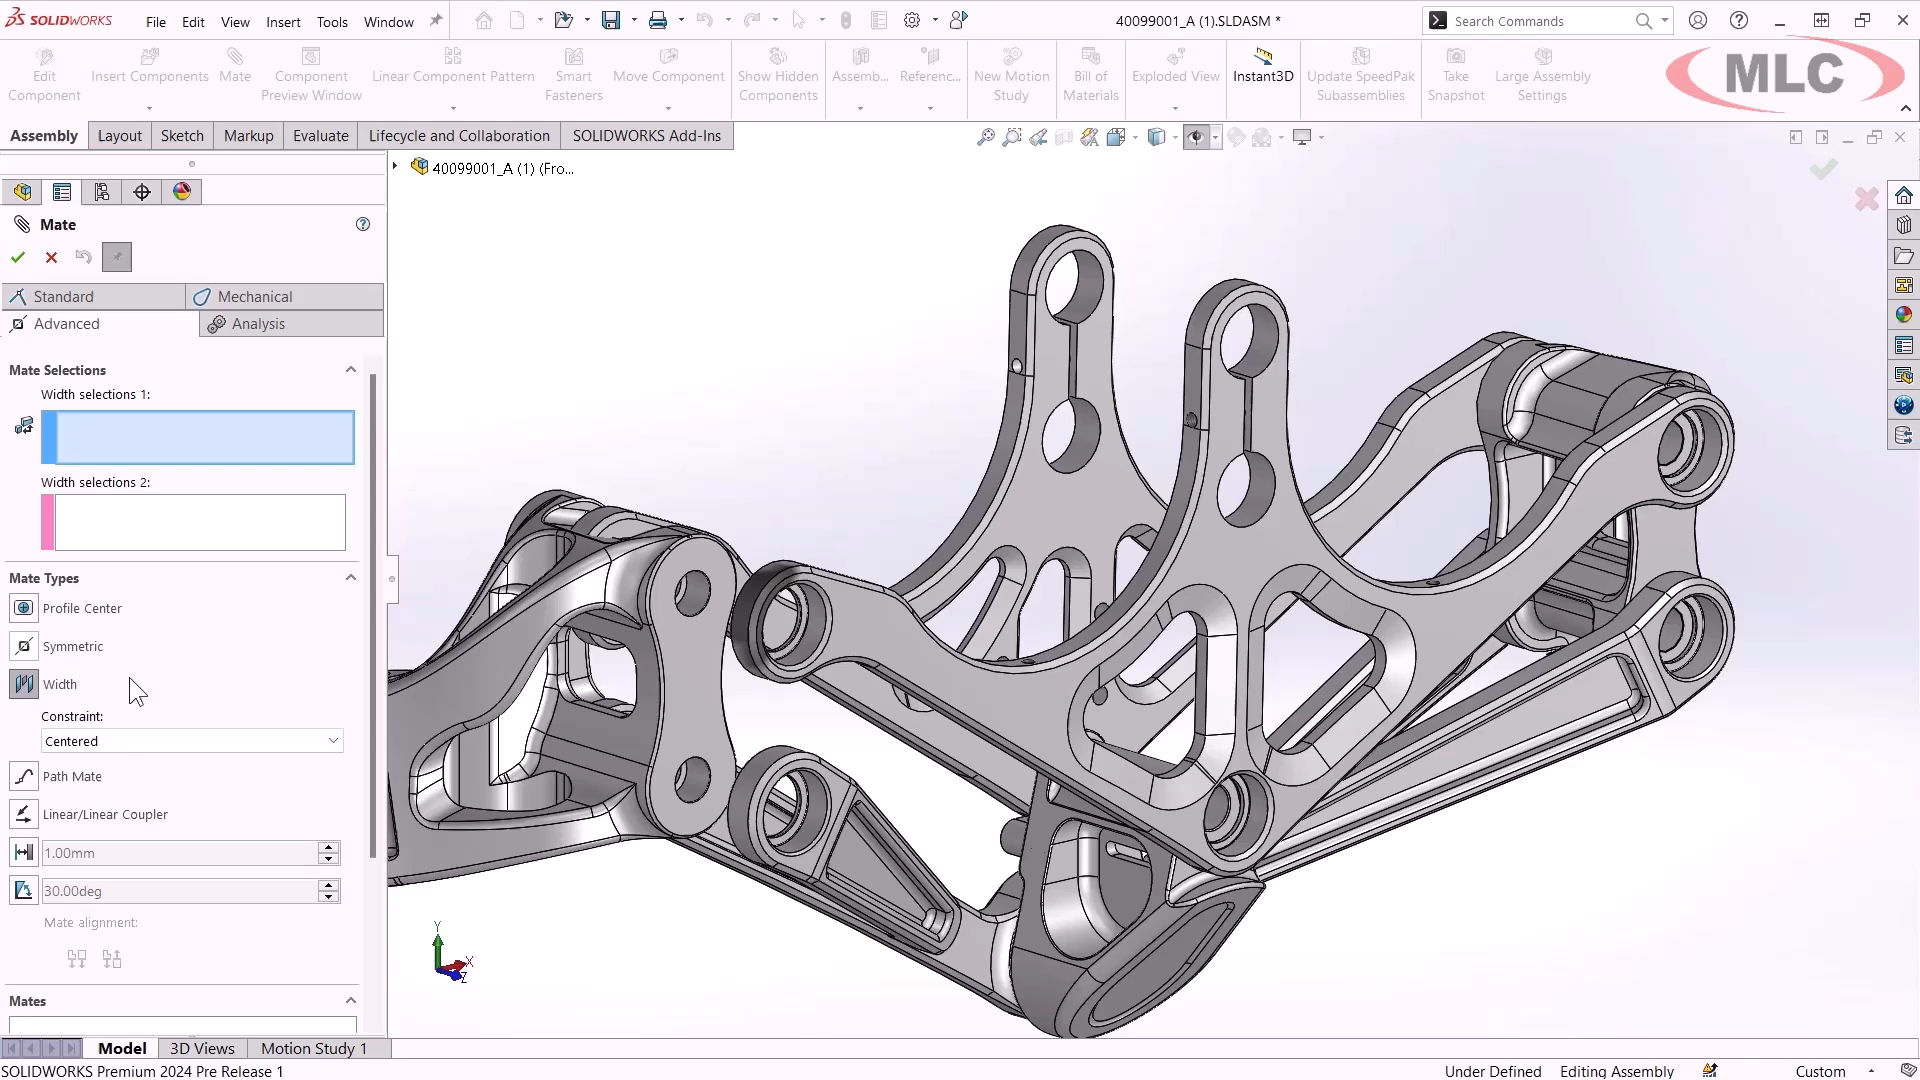 SOLIDWORKS File Edit View Insert Tools Window 40099001_A (1).SLDASM * Search Commands
Edit Component
Insert Components
Mate
Component Preview Window
Linear Component Pattern
Smart Fasteners
Move Component
Show Hidden Components
Assemb...
Referenc...
New Motion Study
Bill of Materials
Exploded View
Instant3D
Update SpeedPak Subassemblies
Take Snapshot
Large Assembly Settings
MLC
Assembly Layout Sketch Markup Evaluate Lifecycle and Collaboration SOLIDWORKS Add-Ins
40099001_A (1) (Fro...
Mate
Standard Mechanical
Advanced Analysis
Mate Selections
Width selections 1:
Width selections 2:
Mate Types
Profile Center
Symmetric
Width
Constraint:
Centered
Path Mate
Linear/Linear Coupler
1.00mm
30.00deg
Mate alignment:
Mates
Y
X
Z
Model 3D Views Motion Study 1
SOLIDWORKS Premium 2024 Pre Release 1 Under Defined Editing Assembly Custom